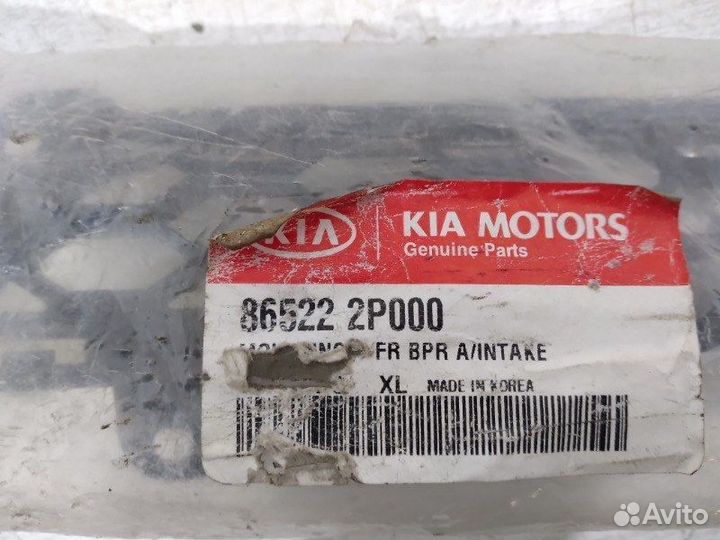 KIA
KIA MOTORS
Genuine Parts
86522 2P000
FR BPR A/INTAKE
XL MADE IN KOREA
Avito